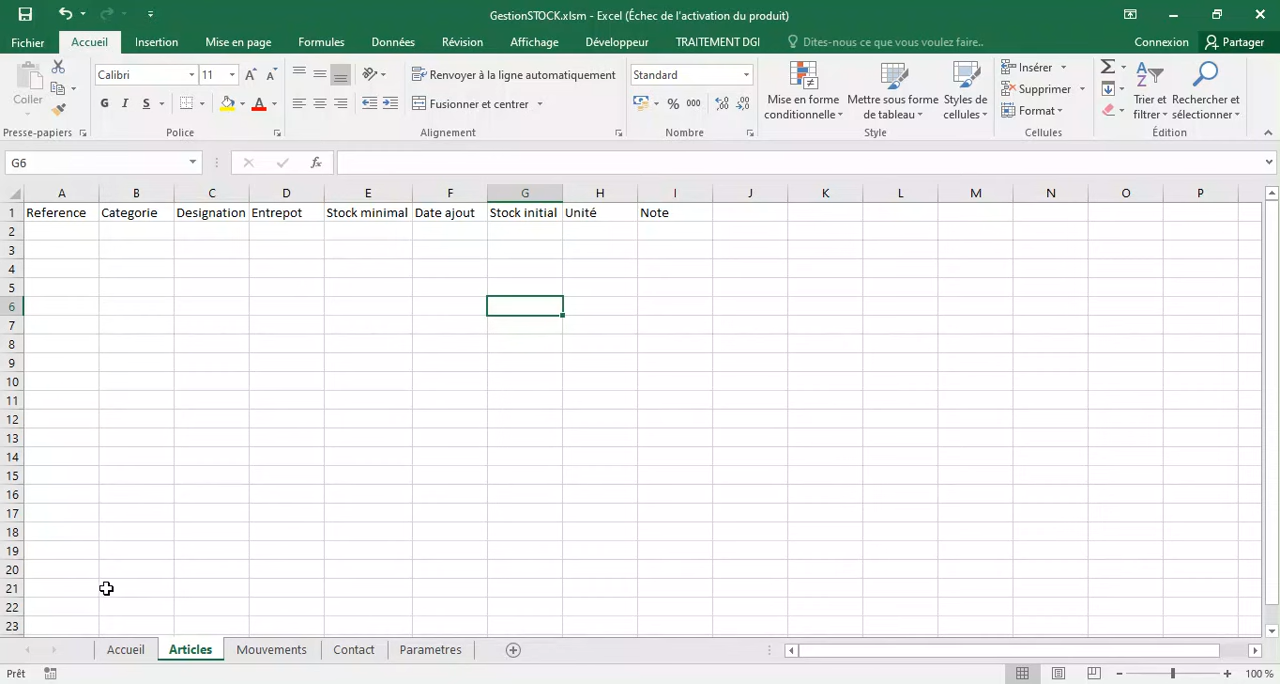 GestionSTOCK.xlsm - Excel (Échec de l'activation du produit)
Fichier Accueil Insertion Mise en page Formules Données Révision Affichage Développeur TRAITEMENT DGI Dites-nous ce que vous voulez faire.. Connexion Partager
Coller
Presse-papiers
Calibri 11
G I S A
Police
Renvoyer à la ligne automatiquement
Fusionner et centrer
Alignement
Standard
% 000
Nombre
Mise en forme conditionnelle
Mettre sous forme de tableau
Styles de cellules
Style
Insérer
Supprimer
Format
Cellules
Trier et filtrer
Rechercher et sélectionner
Édition
G6 fx
A B C D E F G H I J K L M N O P
1 Reference Categorie Designation Entrepot Stock minimal Date ajout Stock initial Unité Note
2
3
4
5
6
7
8
9
10
11
12
13
14
15
16
17
18
19
20
21
22
23
Accueil Articles Mouvements Contact Parametres
Prêt 100 %